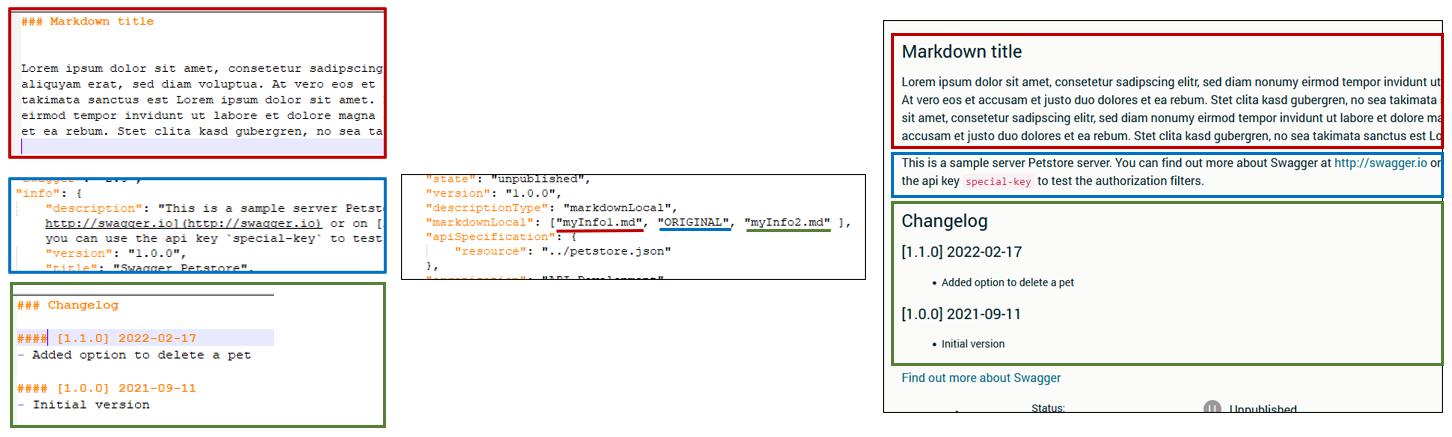 ### Markdown title
Lorem ipsum dolor sit amet, consetetur sadipscing
aliquyam erat, sed diam voluptua. At vero eos et
takimata sanctus est Lorem ipsum dolor sit amet.
eirmod tempor invidunt ut labore et dolore magna
et ea rebum. Stet clita kasd gubergren, no sea ta
"info": {
"description": "This is a sample server Petst
http://swagger.io](http://swagger.io) or on [
you can use the api key `special-key` to test
"version": "1.0.0",
"title": "Swagger Petstore",
### Changelog
#### [1.1.0] 2022-02-17
- Added option to delete a pet
#### [1.0.0] 2021-09-11
- Initial version
"state": "unpublished",
"version": "1.0.0",
"descriptionType": "markdownLocal",
"markdownLocal": ["myInfo1.md", "ORIGINAL", "myInfo2.md" ],
"apiSpecification": {
"resource": "../petstore.json"
},
Markdown title
Lorem ipsum dolor sit amet, consetetur sadipscing elitr, sed diam nonumy eirmod tempor invidunt ut
At vero eos et accusam et justo duo dolores et ea rebum. Stet clita kasd gubergren, no sea takimata
sit amet, consetetur sadipscing elitr, sed diam nonumy eirmod tempor invidunt ut labore et dolore ma
accusam et justo duo dolores et ea rebum. Stet clita kasd gubergren, no sea takimata sanctus est Lo
This is a sample server Petstore server. You can find out more about Swagger at http://swagger.io or
the api key special-key to test the authorization filters.
Changelog
[1.1.0] 2022-02-17
• Added option to delete a pet
[1.0.0] 2021-09-11
• Initial version
Find out more about Swagger
Status:
Unpublished